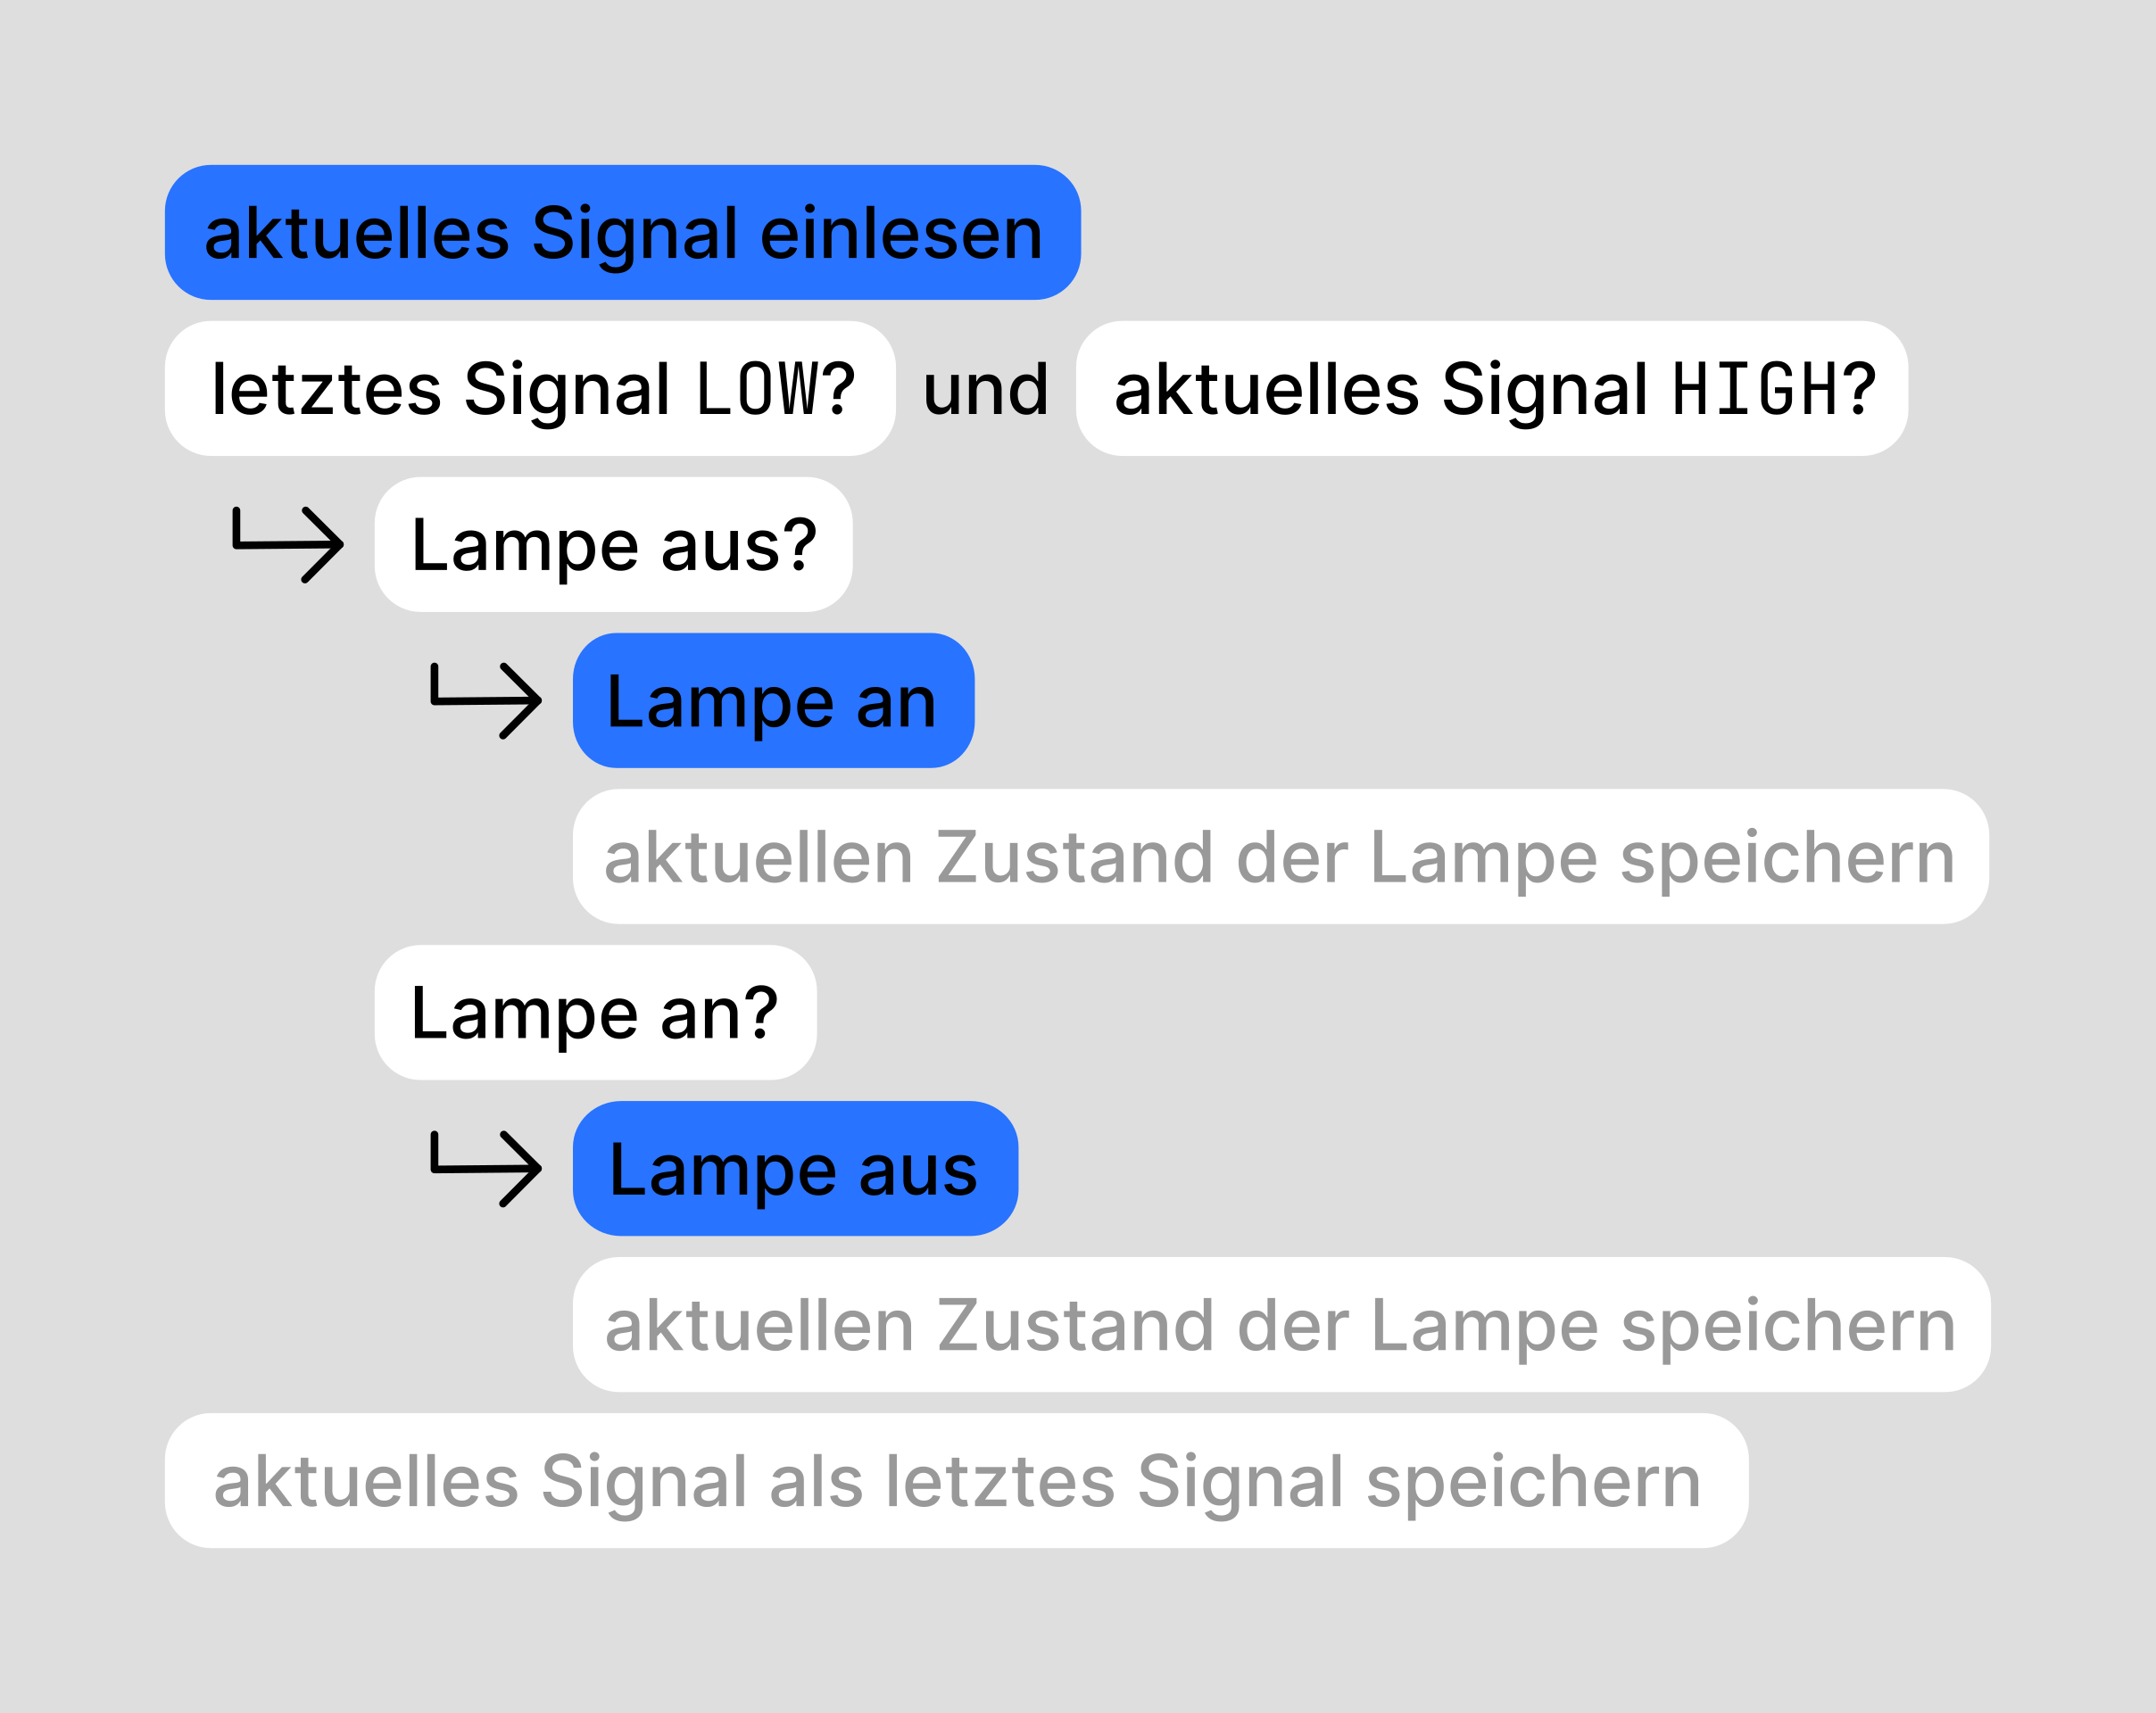 aktuelles Signal einlesen
letztes Signal LOW? und aktuelles Signal HIGH?
Lampe aus?
Lampe an
aktuellen Zustand der Lampe speichern
Lampe an?
Lampe aus
aktuellen Zustand der Lampe speichern
aktuelles Signal als letztes Signal speichern